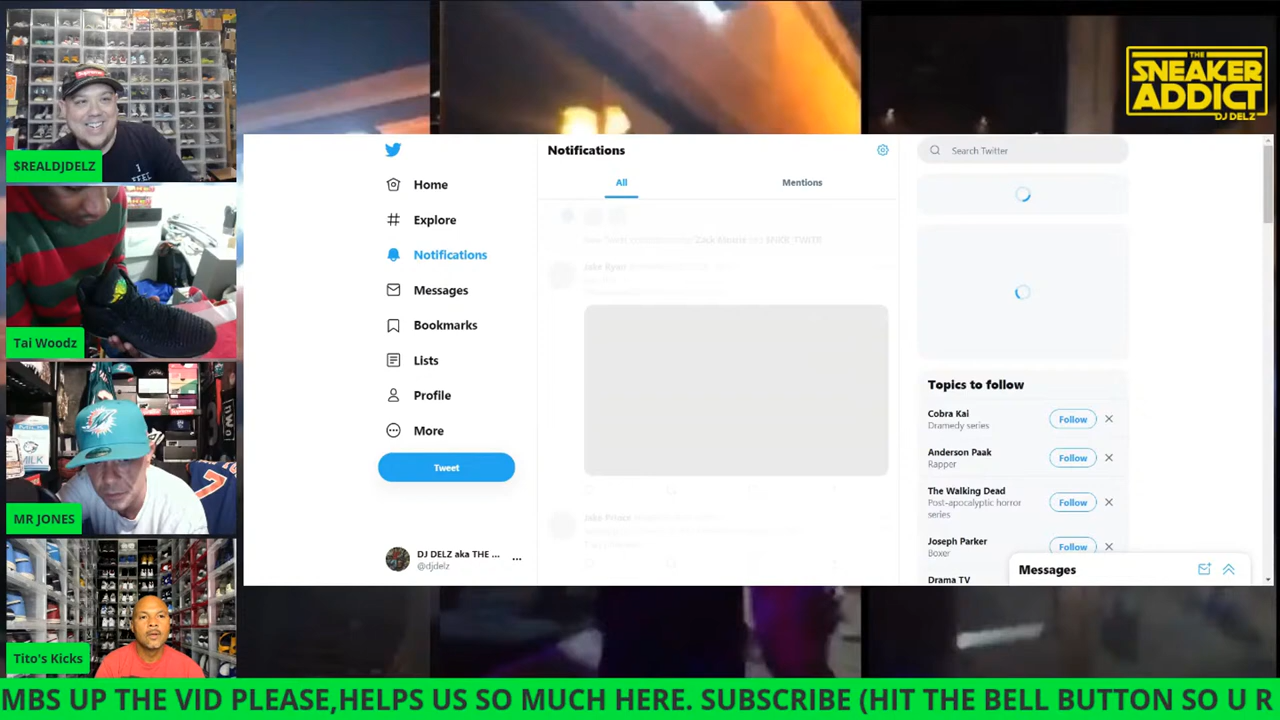 $REALDJDELZ
Tai Woodz
MR JONES
Tito's Kicks
MILK
7
THE
SNEAKER
ADDICT
DJ DELZ
Home
Explore
Notifications
Messages
Bookmarks
Lists
Profile
More
Tweet
DJ DELZ aka THE ...
@djdelz
Notifications
All
Mentions
Search Twitter
Topics to follow
Cobra Kai
Dramedy series
Follow
Anderson Paak
Rapper
Follow
The Walking Dead
Post-apocalyptic horror
series
Follow
Joseph Parker
Boxer
Follow
Drama TV
Messages
MBS UP THE VID PLEASE,HELPS US SO MUCH HERE. SUBSCRIBE (HIT THE BELL BUTTON SO U R